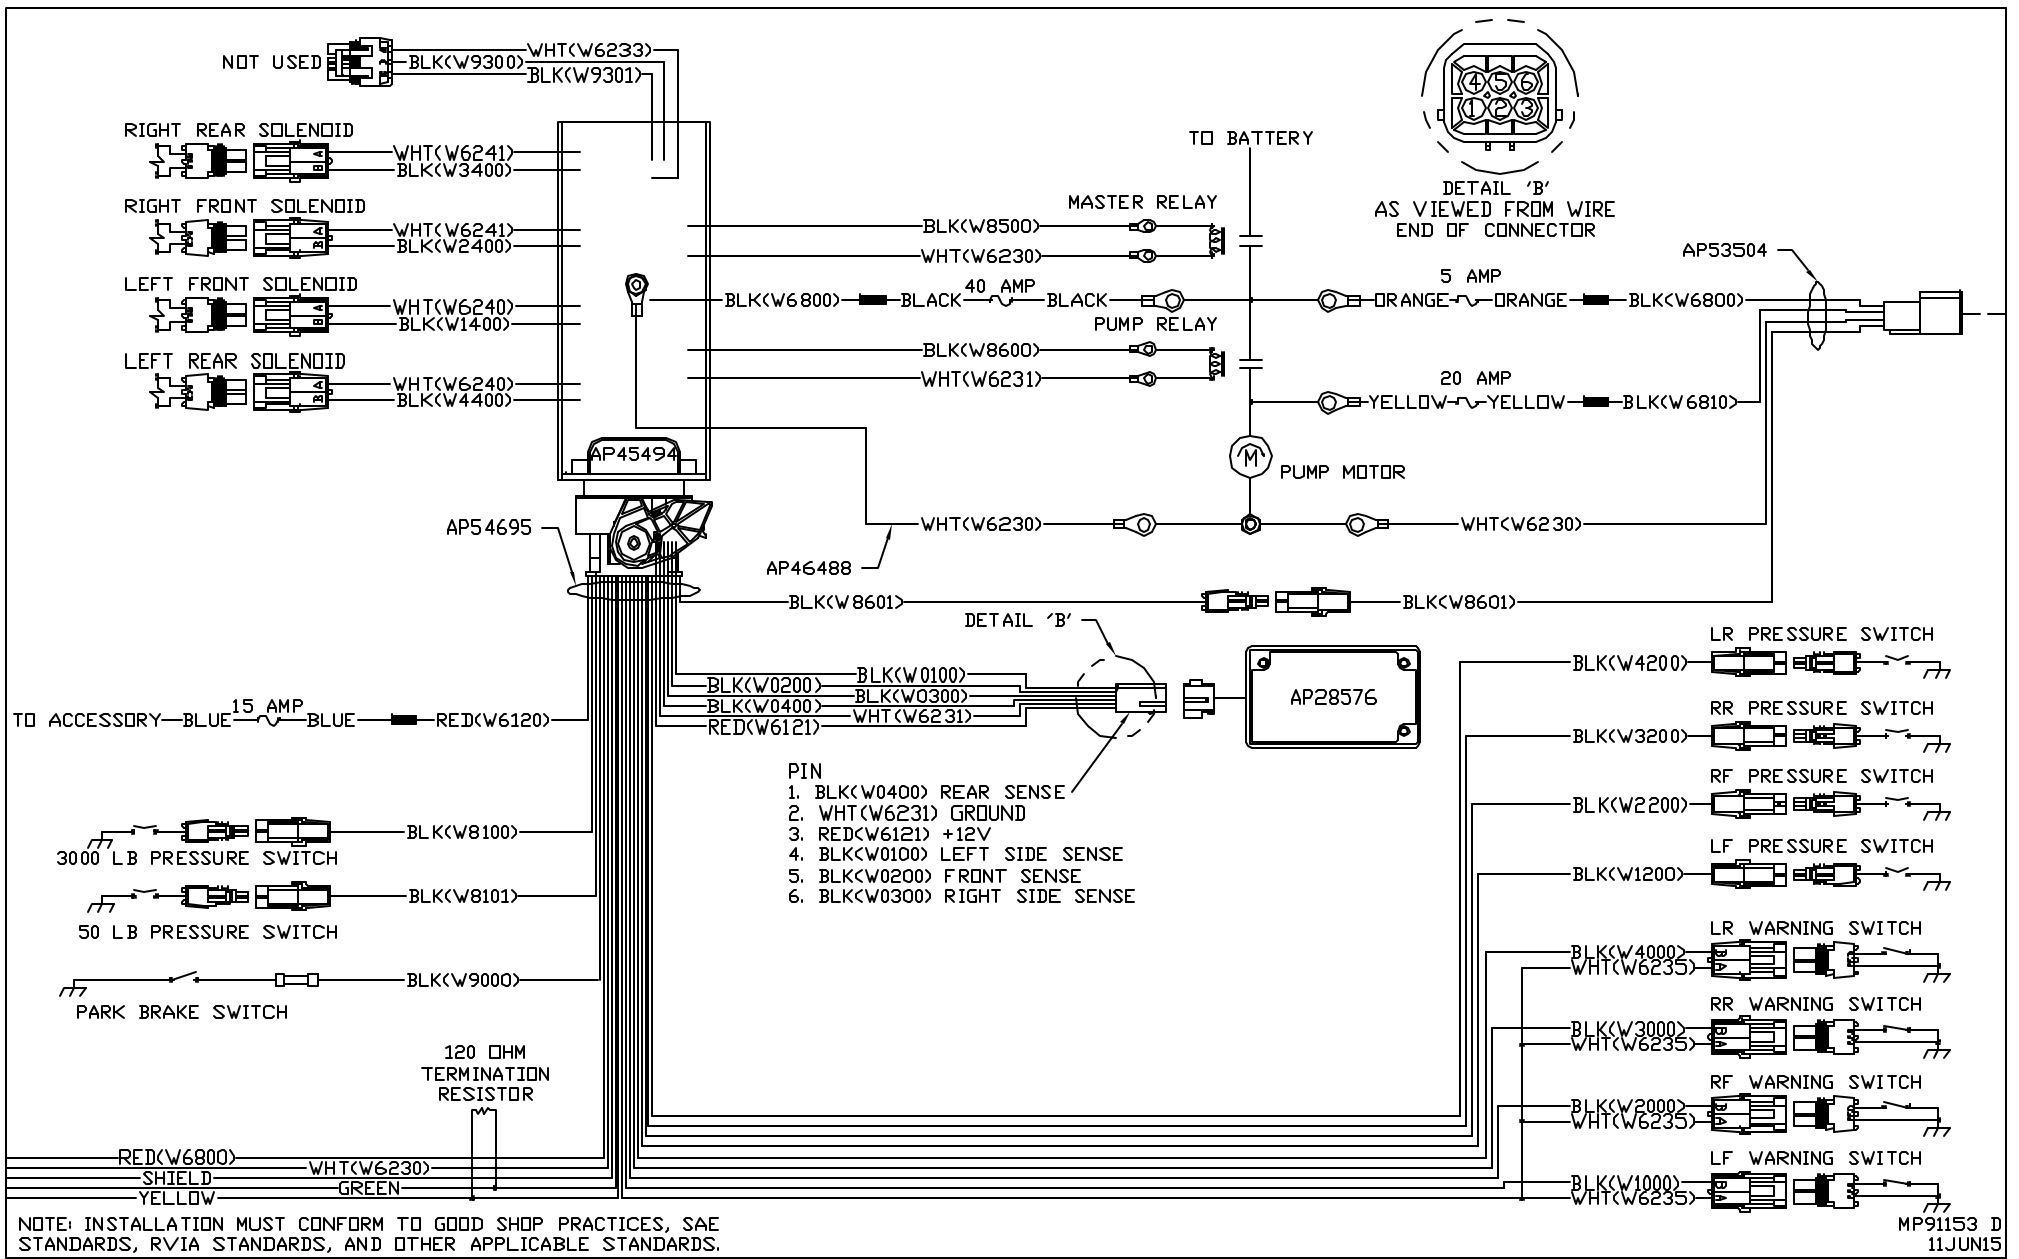 NOT USED
WHT(W6233)
BLK(W9300)
BLK(W9301)
RIGHT REAR SOLENOID
A
B
WHT(W6241)
BLK(W3400)
RIGHT FRONT SOLENOID
A
B
WHT(W6241)
BLK(W2400)
LEFT FRONT SOLENOID
A
B
WHT(W6240)
BLK(W1400)
LEFT REAR SOLENOID
A
B
WHT(W6240)
BLK(W4400)
AP45494
AP54695
TO BATTERY
MASTER RELAY
BLK(W8500)
WHT(W6230)
40 AMP
BLK(W6800) BLACK BLACK
PUMP RELAY
BLK(W8600)
WHT(W6231)
M
PUMP MOTOR
WHT(W6230)
AP46488
WHT(W6230)
4 5 6
1 2 3
DETAIL 'B'
AS VIEWED FROM WIRE
END OF CONNECTOR
AP53504
5 AMP
ORANGE ORANGE BLK(W6800)
20 AMP
YELLOW YELLOW BLK(W6810)
BLK(W8601)
BLK(W8601)
DETAIL 'B'
BLK(W0100)
BLK(W0200)
BLK(W0300)
BLK(W0400)
WHT(W6231)
RED(W6121)
AP28576
PIN
1. BLK(W0400) REAR SENSE
2. WHT(W6231) GROUND
3. RED(W6121) +12V
4. BLK(W0100) LEFT SIDE SENSE
5. BLK(W0200) FRONT SENSE
6. BLK(W0300) RIGHT SIDE SENSE
15 AMP
TO ACCESSORY BLUE BLUE RED(W6120)
BLK(W8100)
3000 LB PRESSURE SWITCH
BLK(W8101)
50 LB PRESSURE SWITCH
BLK(W9000)
PARK BRAKE SWITCH
120 OHM
TERMINATION
RESISTOR
RED(W6800)
WHT(W6230)
SHIELD
GREEN
YELLOW
LR PRESSURE SWITCH
BLK(W4200)
RR PRESSURE SWITCH
BLK(W3200)
RF PRESSURE SWITCH
BLK(W2200)
LF PRESSURE SWITCH
BLK(W1200)
LR WARNING SWITCH
BLK(W4000)
B
WHT(W6235)
A
RR WARNING SWITCH
BLK(W3000)
B
WHT(W6235)
A
RF WARNING SWITCH
BLK(W2000)
B
WHT(W6235)
A
LF WARNING SWITCH
BLK(W1000)
B
WHT(W6235)
A
NOTE: INSTALLATION MUST CONFORM TO GOOD SHOP PRACTICES, SAE
STANDARDS, RVIA STANDARDS, AND OTHER APPLICABLE STANDARDS.
MP91153 D
11JUN15